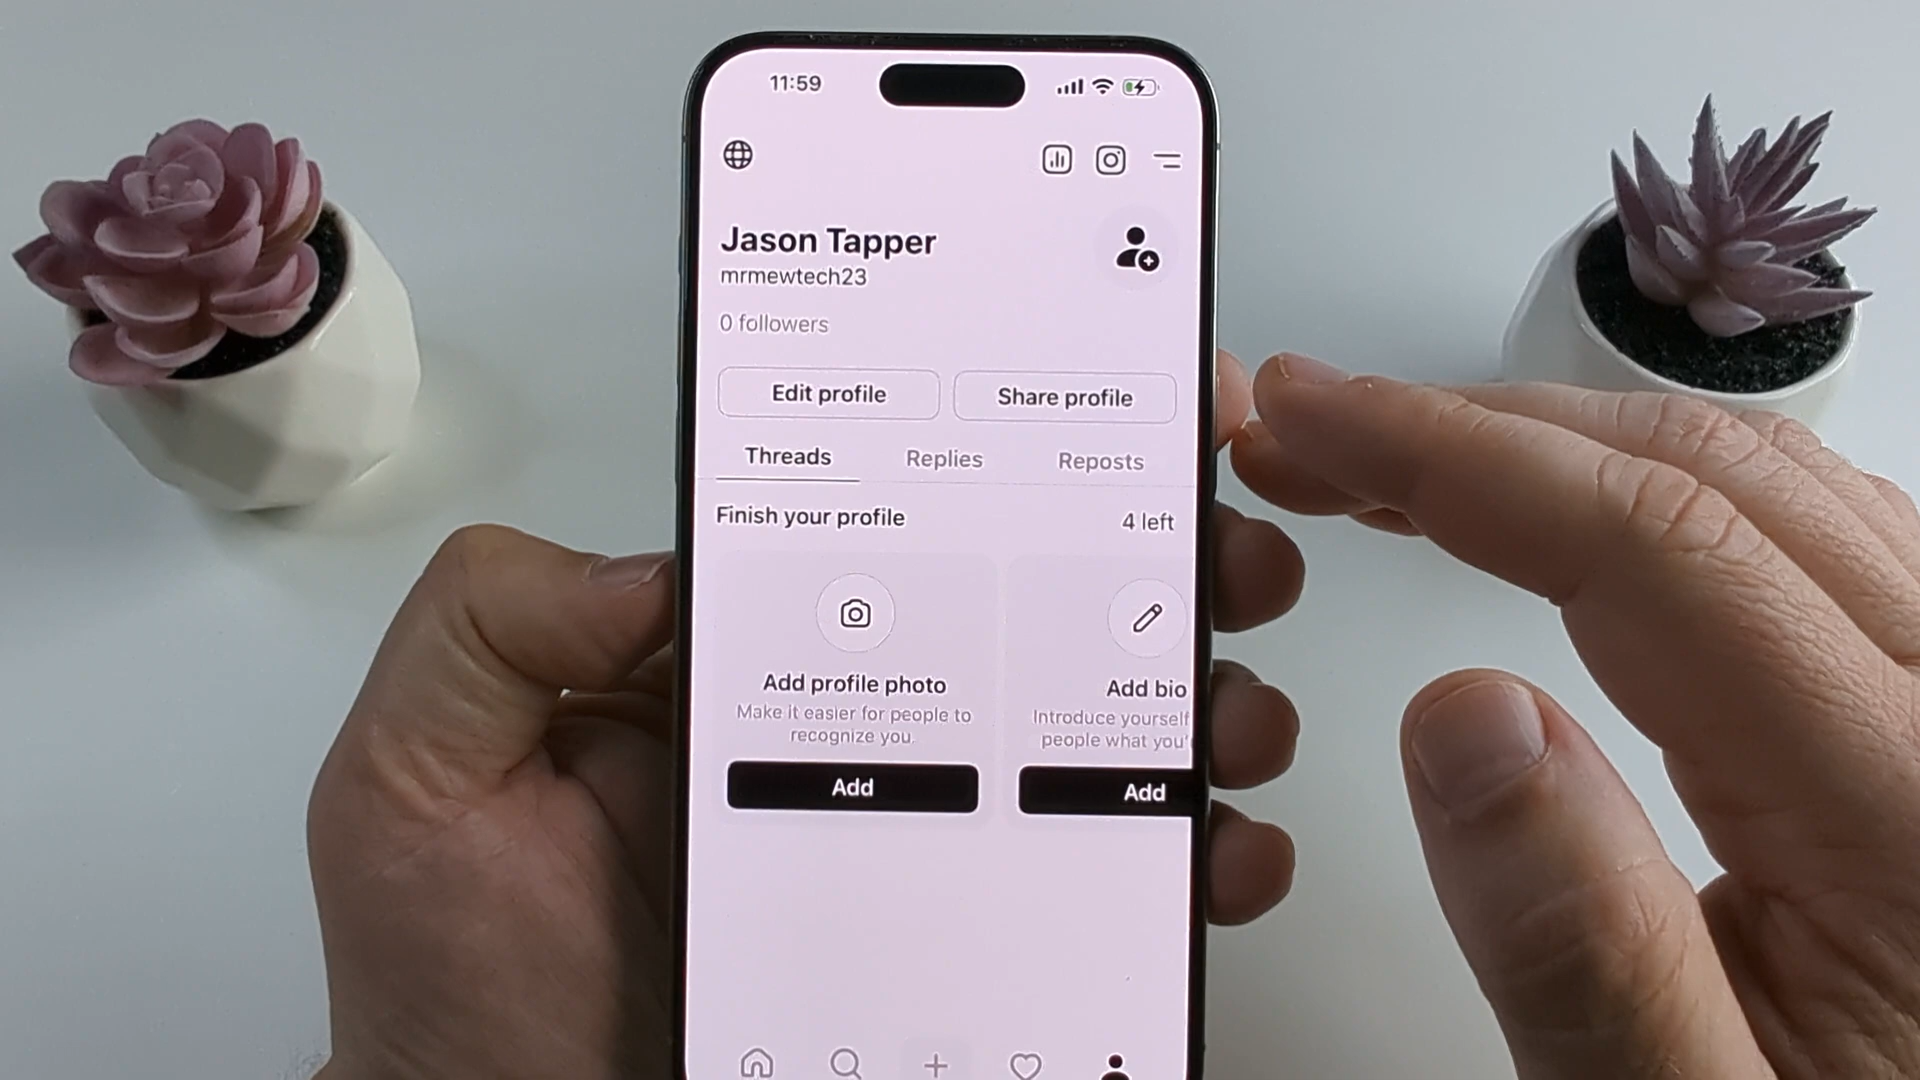 11:59
Jason Tapper
mrmewtech23
0 followers
Edit profile
Share profile
Threads
Replies
Reposts
Finish your profile
4 left
Add profile photo
Make it easier for people to
recognize you.
Add
Add bio
Introduce yourself
people what you'
Add